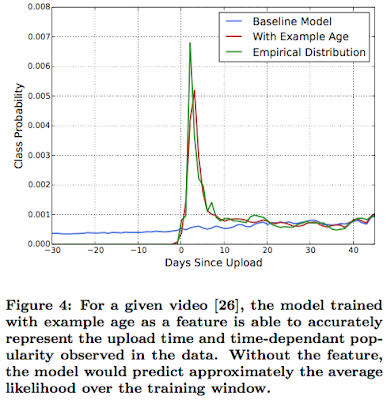 0.008
0.007
0.006
0.005
0.004
0.003
0.002
0.001
0.000
Class Probability
Baseline Model
With Example Age
Empirical Distribution
−30 −20 −10 0 10 20 30 40
Days Since Upload
Figure 4: For a given video [26], the model trained
with example age as a feature is able to accurately
represent the upload time and time-dependant pop-
ularity observed in the data. Without the feature,
the model would predict approximately the average
likelihood over the training window.